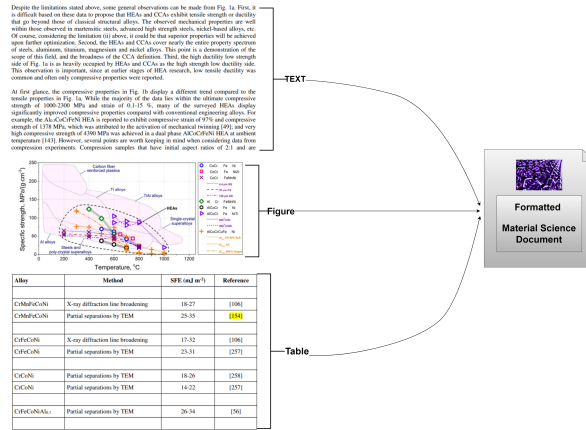 Despite the limitations stated above, some general observations can be made from Fig. 1a. First, it
is difficult based on these data to propose that HEAs and CCAs exhibit tensile strength or ductility
that go beyond those of classical structural alloys. The observed mechanical properties are well
within those observed in martensitic steels, advanced high strength steels, nickel-based alloys, etc.
Of course, considering the limitation (ii) above, it could be that superior properties will be achieved
upon further optimization. Second, the HEAs and CCAs cover nearly the entire property spectrum
of steels, aluminum, titanium, magnesium and nickel alloys. This point is a demonstration of the
scope of this field, and the broadness of the CCA definition. Third, the high ductility low strength
side of Fig. 1a is as heavily occupied by HEAs and CCAs as the high strength low ductility side.
This observation is important, since at earlier stages of HEA research, low tensile ductility was
common and often only compressive properties were reported.
At first glance, the compressive properties in Fig. 1b display a different trend compared to the
tensile properties in Fig. 1a. While the majority of the data lies within the ultimate compressive
strength of 1000-2300 MPa and strain of 0.1-15 %, many of the surveyed HEAs display
significantly improved properties compared with conventional engineering alloys. For
example, the HEA is reported to exhibit compressive strain of 97% and compressive
strength of 1378 MPa, which was attributed to the activation of mechanical twinning [49]; and very
high compressive strength of 4390 MPa was achieved in a dual phase AlCoCrFeNi HEA at ambient
temperature [143]. However, several points are worth keeping in mind when considering data from
compression experiments. Compression samples that have initial aspect ratios of 2:1 and are
TEXT
Specific strength, MPa/(g·cm-3)
250
200
150
100
50
0
Carbon fiber
reinforced plastics
Ti alloys
TiAl alloys
HEAs
Single-crystal
superalloys
Al alloys
Steels and
poly-crystal superalloys
0 200 400 600 800 1000 1200
Temperature, °C
Figure
Formatted
Material Science
Document
Alloy Method SFE (mJ m-2) Reference
CrMnFeCoNi X-ray diffraction line broadening 18-27 [106]
CrMnFeCoNi Partial separations by TEM 25-35 [154]
CrFeCoNi X-ray diffraction line broadening 17-32 [106]
CrFeCoNi Partial separations by TEM 23-31 [257]
CrCoNi Partial separations by TEM 18-26 [258]
CrCoNi Partial separations by TEM 14-22 [257]
CrFeCoNiAl0.1 Partial separations by TEM 26-34 [56]
Table